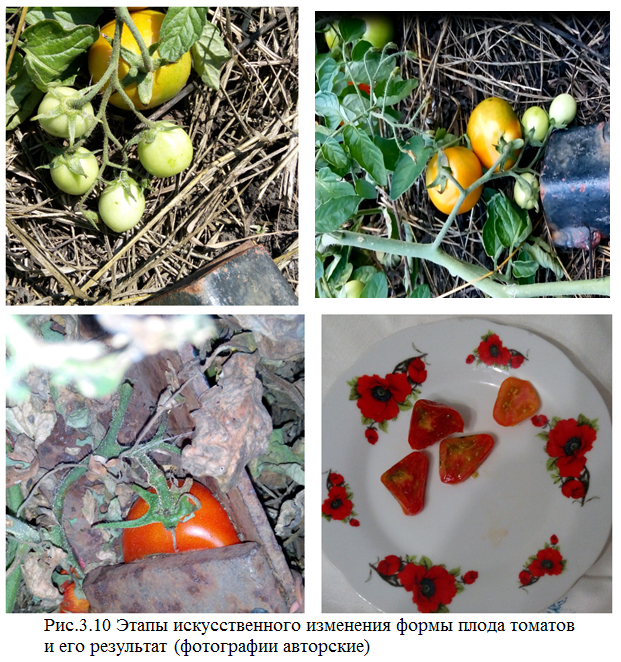 Рис.3.10 Этапы искусственного изменения формы плода томатов
и его результат (фотографии авторские)